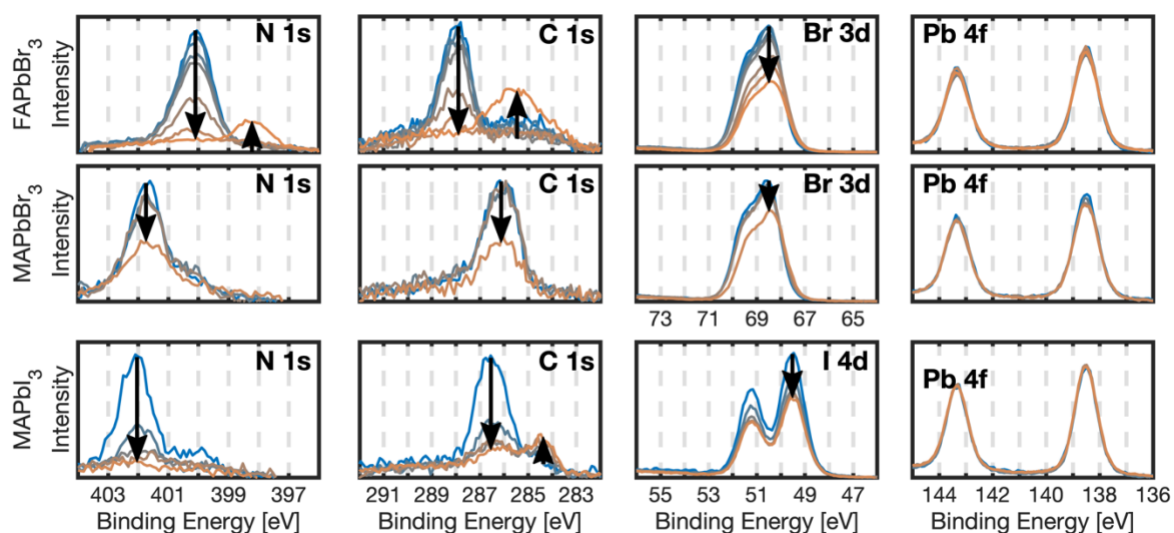 FAPbBr3
Intensity
N 1s
C 1s
Br 3d
Pb 4f
MAPbBr3
Intensity
N 1s
C 1s
Br 3d
Pb 4f
73 71 69 67 65
MAPbI3
Intensity
N 1s
C 1s
I 4d
Pb 4f
403 401 399 397
291 289 287 285 283
55 53 51 49 47
144 142 140 138 136
Binding Energy [eV]
Binding Energy [eV]
Binding Energy [eV]
Binding Energy [eV]